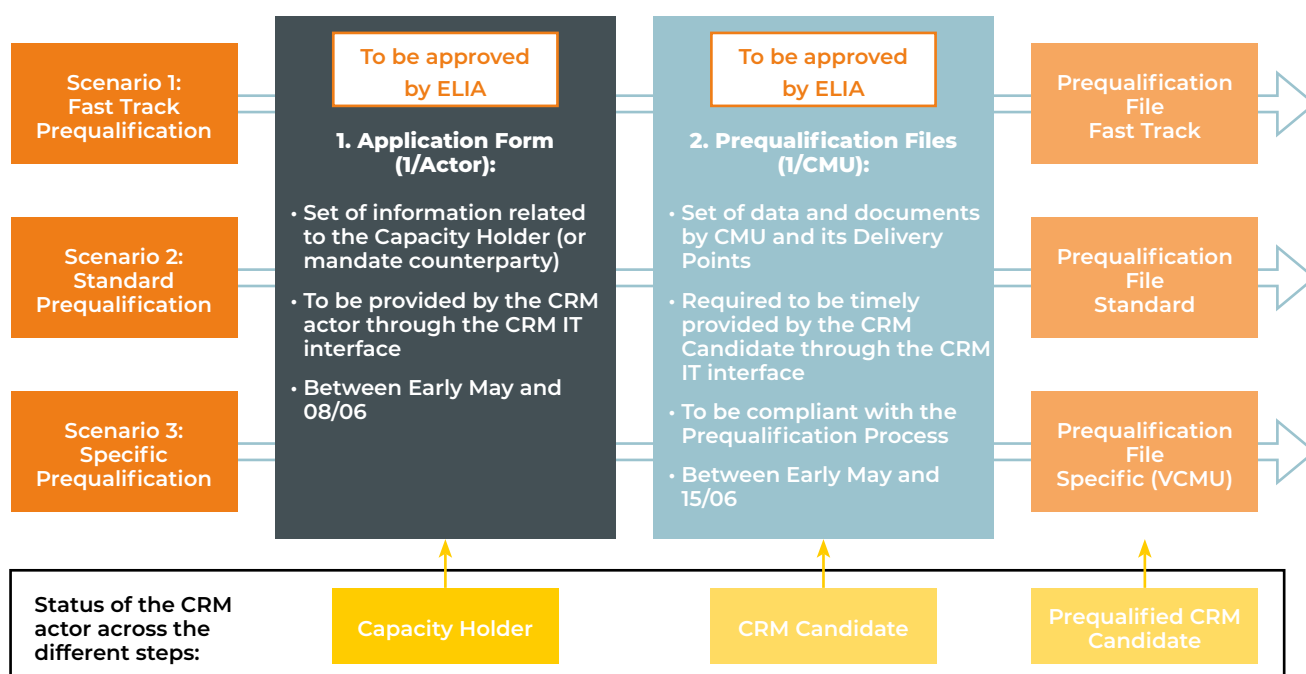 Scenario 1:
Fast Track
Prequalification
Scenario 2:
Standard
Prequalification
Scenario 3:
Specific
Prequalification
To be approved
by ELIA
1. Application Form
(1/Actor):
• Set of information related
to the Capacity Holder (or
mandate counterparty)
• To be provided by the CRM
actor through the CRM IT
interface
• Between Early May and
08/06
To be approved
by ELIA
2. Prequalification Files
(1/CMU):
• Set of data and documents
by CMU and its Delivery
Points
• Required to be timely
provided by the CRM
Candidate through the CRM
IT interface
• To be compliant with the
Prequalification Process
• Between Early May and
15/06
Prequalification
File
Fast Track
Prequalification
File
Standard
Prequalification
File
Specific (VCMU)
Status of the CRM
actor across the
different steps:
Capacity Holder
CRM Candidate
Prequalified CRM
Candidate